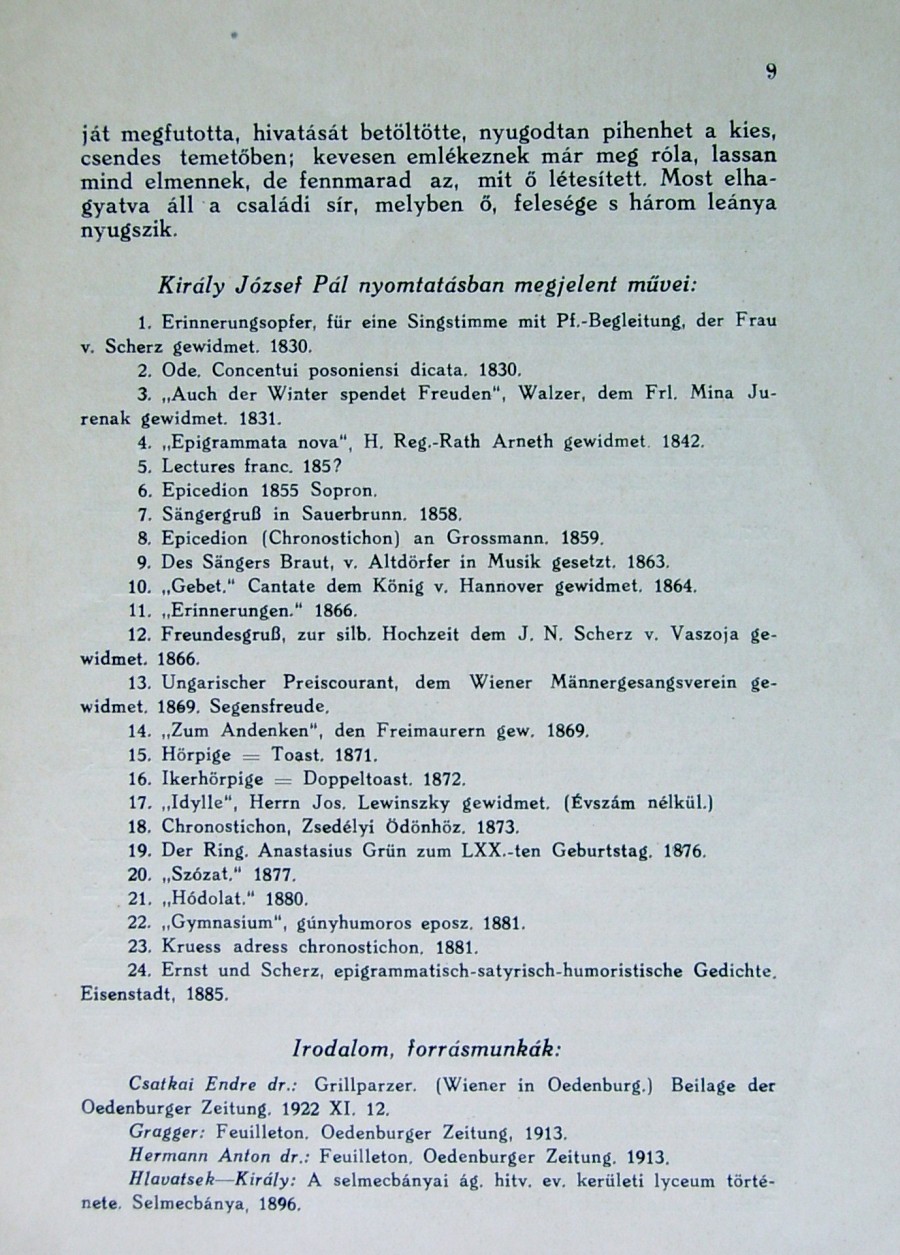 9
ját megfutotta, hivatását betöltötte, nyugodtan pihenhet a kies,
csendes temetőben; kevesen emlékeznek már meg róla, lassan
mind elmennek, de fennmarad az, mit ő létesített. Most elha-
gyatva áll a családi sír, melyben ő, felesége s három leánya
nyugszik.
Király József Pál nyomtatásban megjelent művei:
1. Erinnerungsopfer, für eine Singstimme mit Pf.-Begleitung, der Frau
v. Scherz gewidmet. 1830.
2. Ode. Concentui posoniensi dicata. 1830.
3. „Auch der Winter spendet Freuden“, Walzer, dem Frl. Mina Ju-
renak gewidmet. 1831.
4. „Epigrammata nova“, H. Reg.-Rath Arneth gewidmet. 1842.
5. Lectures franc. 185?
6. Epicedion 1855 Sopron.
7. Sängergruß in Sauerbrunn. 1858.
8. Epicedion (Chronostichon) an Grossmann. 1859.
9. Des Sängers Braut, v. Altdörfer in Musik gesetzt. 1863.
10. „Gebet.“ Cantate dem König v. Hannover gewidmet. 1864.
11. „Erinnerungen.“ 1866.
12. Freundesgruß, zur silb. Hochzeit dem J. N. Scherz v. Vaszoja ge-
widmet. 1866.
13. Ungarischer Preiscourant, dem Wiener Männergesangsverein ge-
widmet. 1869. Segensfreude.
14. „Zum Andenken“, den Freimaurern gew. 1869.
15. Hörpige = Toast. 1871.
16. Ikerhörpige = Doppeltoast. 1872.
17. „Idylle“, Herrn Jos. Lewinszky gewidmet. (Évszám nélkül.)
18. Chronostichon, Zsedélyi Ödönhöz. 1873.
19. Der Ring. Anastasius Grün zum LXX.-ten Geburtstag. 1876.
20. „Szózat.“ 1877.
21. „Hódolat.“ 1880.
22. „Gymnasium“, gúnyhumoros eposz. 1881.
23. Kruess adress chronostichon. 1881.
24. Ernst und Scherz, epigrammatisch-satyrisch-humoristische Gedichte.
Eisenstadt, 1885.
Irodalom, forrásmunkák:
Csatkai Endre dr.: Grillparzer. (Wiener in Oedenburg.) Beilage der
Oedenburger Zeitung. 1922 XI. 12.
Gragger: Feuilleton. Oedenburger Zeitung, 1913.
Hermann Anton dr.: Feuilleton. Oedenburger Zeitung. 1913.
Hlavatsek—Király: A selmecbányai ág. hitv. ev. kerületi lyceum törté-
nete. Selmecbánya, 1896.